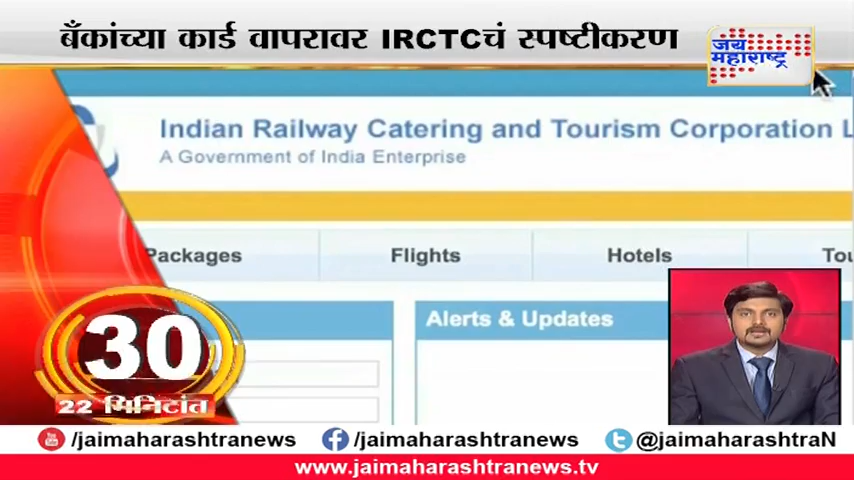 बँकांच्या कार्ड वापरावर IRCTCचं स्पष्टीकरण
जय महाराष्ट्र
Indian Railway Catering and Tourism Corporation L
A Government of India Enterprise
Packages Flights Hotels Tou
Alerts & Updates
30
22 मिनिटांत
/jaimaharashtranews /jaimaharashtranews @jaimaharashtraN
www.jaimaharashtranews.tv